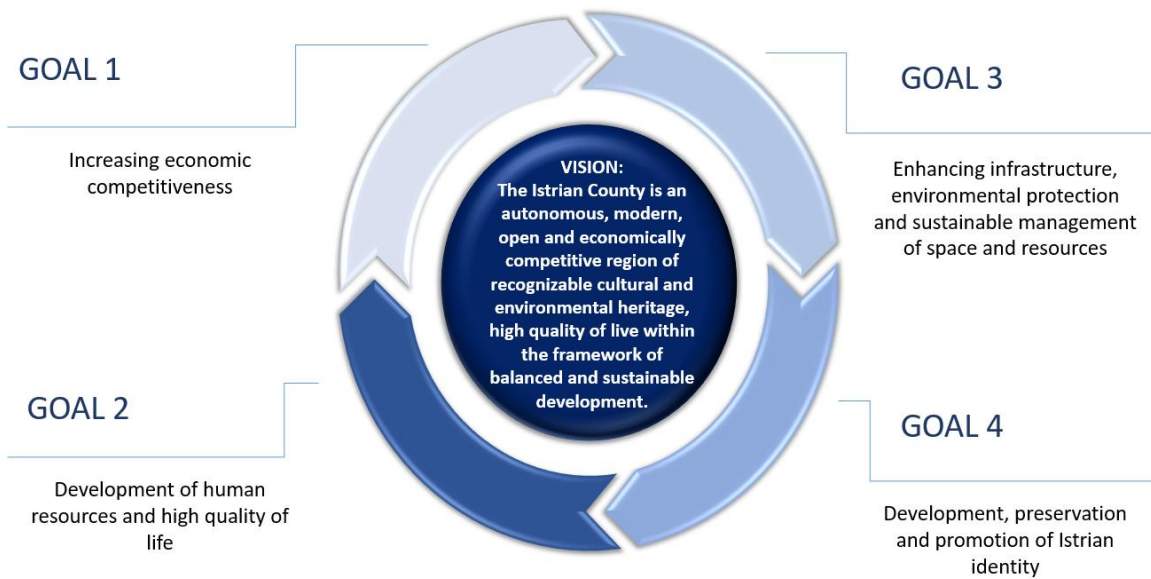 GOAL 1
Increasing economic
competitiveness
GOAL 2
Development of human
resources and high quality of
life
VISION:
The Istrian County is an
autonomous, modern,
open and economically
competitive region of
recognizable cultural and
environmental heritage,
high quality of live within
the framework of
balanced and sustainable
development.
GOAL 3
Enhancing infrastructure,
environmental protection
and sustainable management
of space and resources
GOAL 4
Development, preservation
and promotion of Istrian
identity